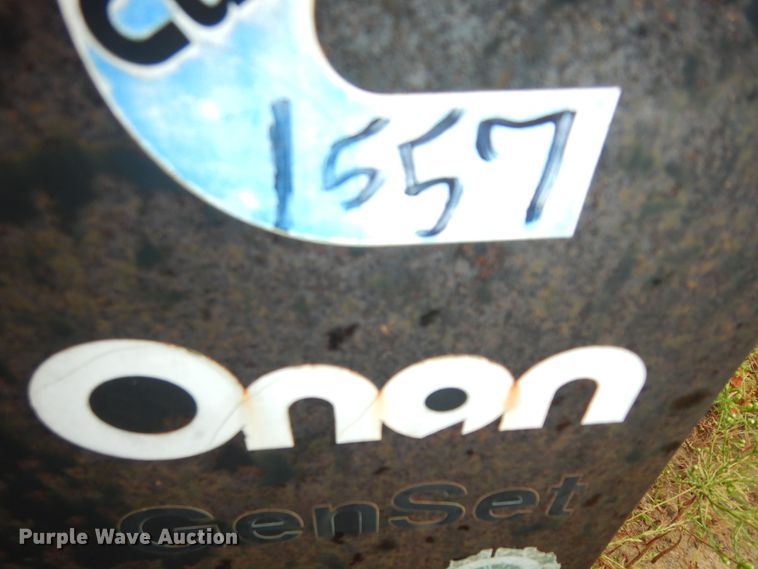 1557
Onan
GenSet
Purple Wave Auction